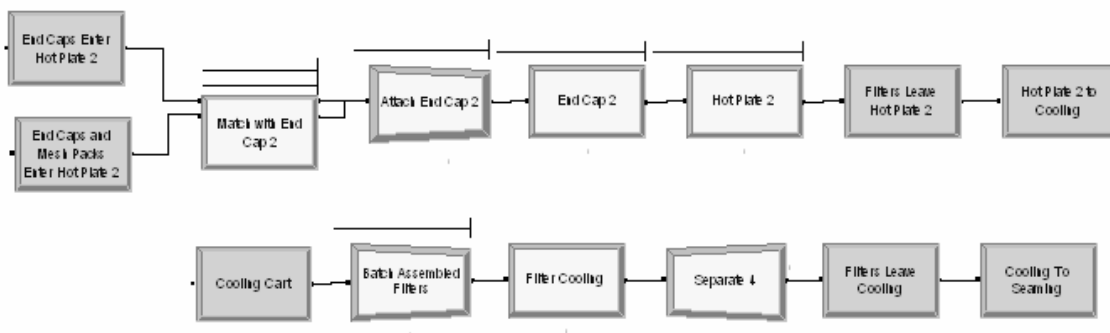 End Caps Enter
Hot Plate 2
End Caps and
Mesh Packs
Enter Hot Plate 2
Match with End
Cap 2
Attach End Cap 2
End Cap 2
Hot Plate 2
Filters Leave
Hot Plate 2
Hot Plate 2 to
Cooling
Cooling Cart
Batch Assembled
Filters
Filter Cooling
Separate 4
Filters Leave
Cooling
Cooling To
Seaming